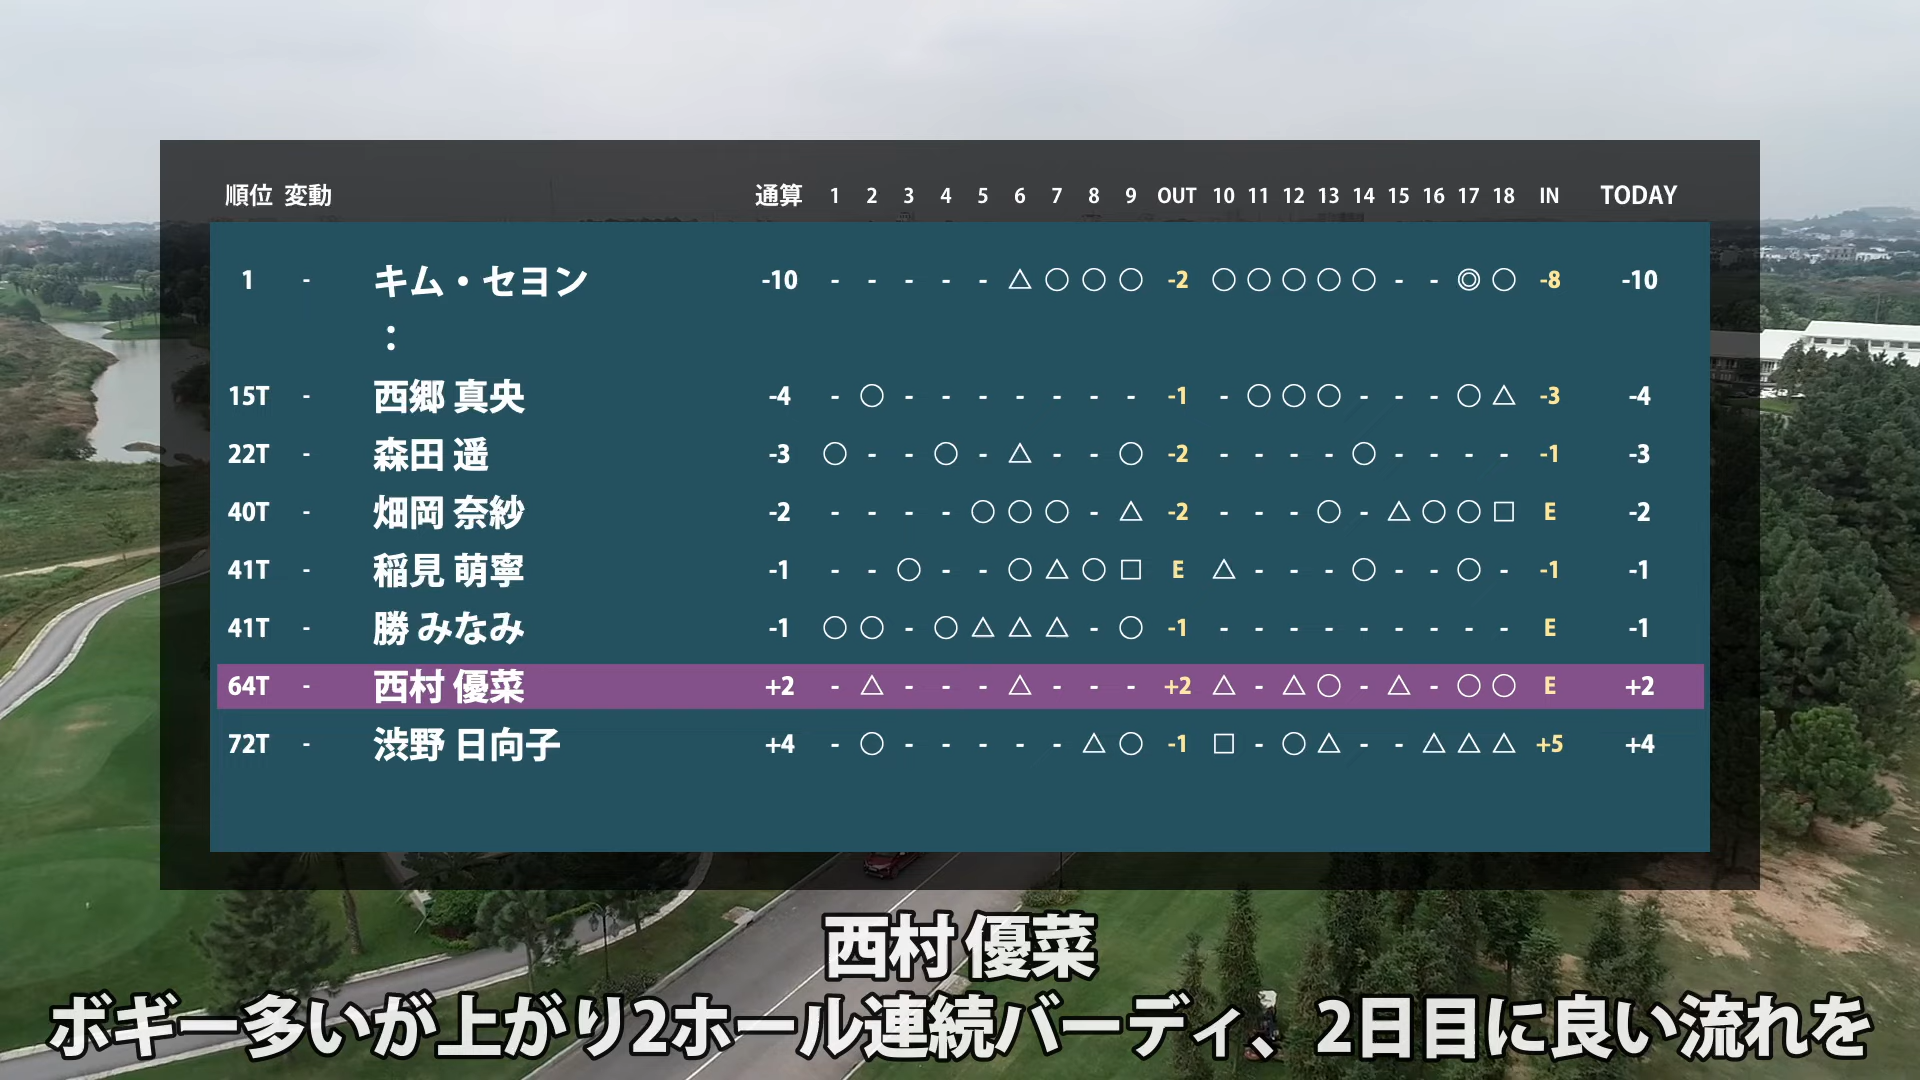 順位 変動 通算 1 2 3 4 5 6 7 8 9 OUT 10 11 12 13 14 15 16 17 18 IN TODAY
1 - キム・セヨン -10 - - - - - △ ○ ○ ○ -2 ○ ○ ○ ○ ○ - - ◎ ○ -8 -10
:
15T - 西郷 真央 -4 - ○ - - - - - - - -1 - ○ ○ ○ - - - ○ △ -3 -4
22T - 森田 遥 -3 ○ - - ○ - △ - - ○ -2 - - - - ○ - - - - -1 -3
40T - 畑岡 奈紗 -2 - - - - ○ ○ ○ - △ -2 - - - ○ - △ ○ ○ □ E -2
41T - 稲見 萌寧 -1 - - ○ - - ○ △ ○ □ E △ - - - ○ - - ○ - -1 -1
41T - 勝 みなみ -1 ○ ○ - ○ △ △ △ - ○ -1 - - - - - - - - - E -1
64T - 西村 優菜 +2 - △ - - - △ - - - +2 △ - △ ○ - △ - ○ ○ E +2
72T - 渋野 日向子 +4 - ○ - - - - - △ ○ -1 □ - ○ △ - - △ △ △ +5 +4
西村 優菜
ボギー多いが上がり2ホール連続バーディ、2日目に良い流れを